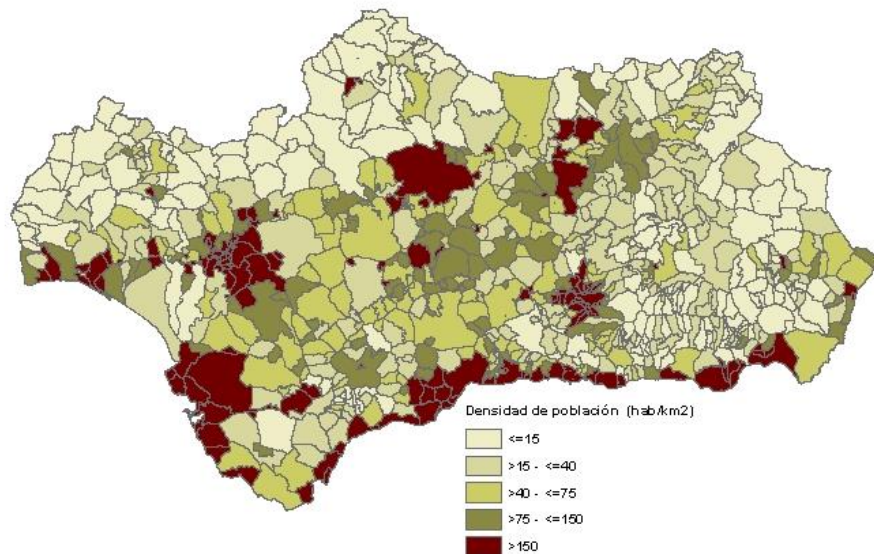 Densidad de población (hab/km2)
<=15
>15 - <=40
>40 - <=75
>75 - <=150
>150